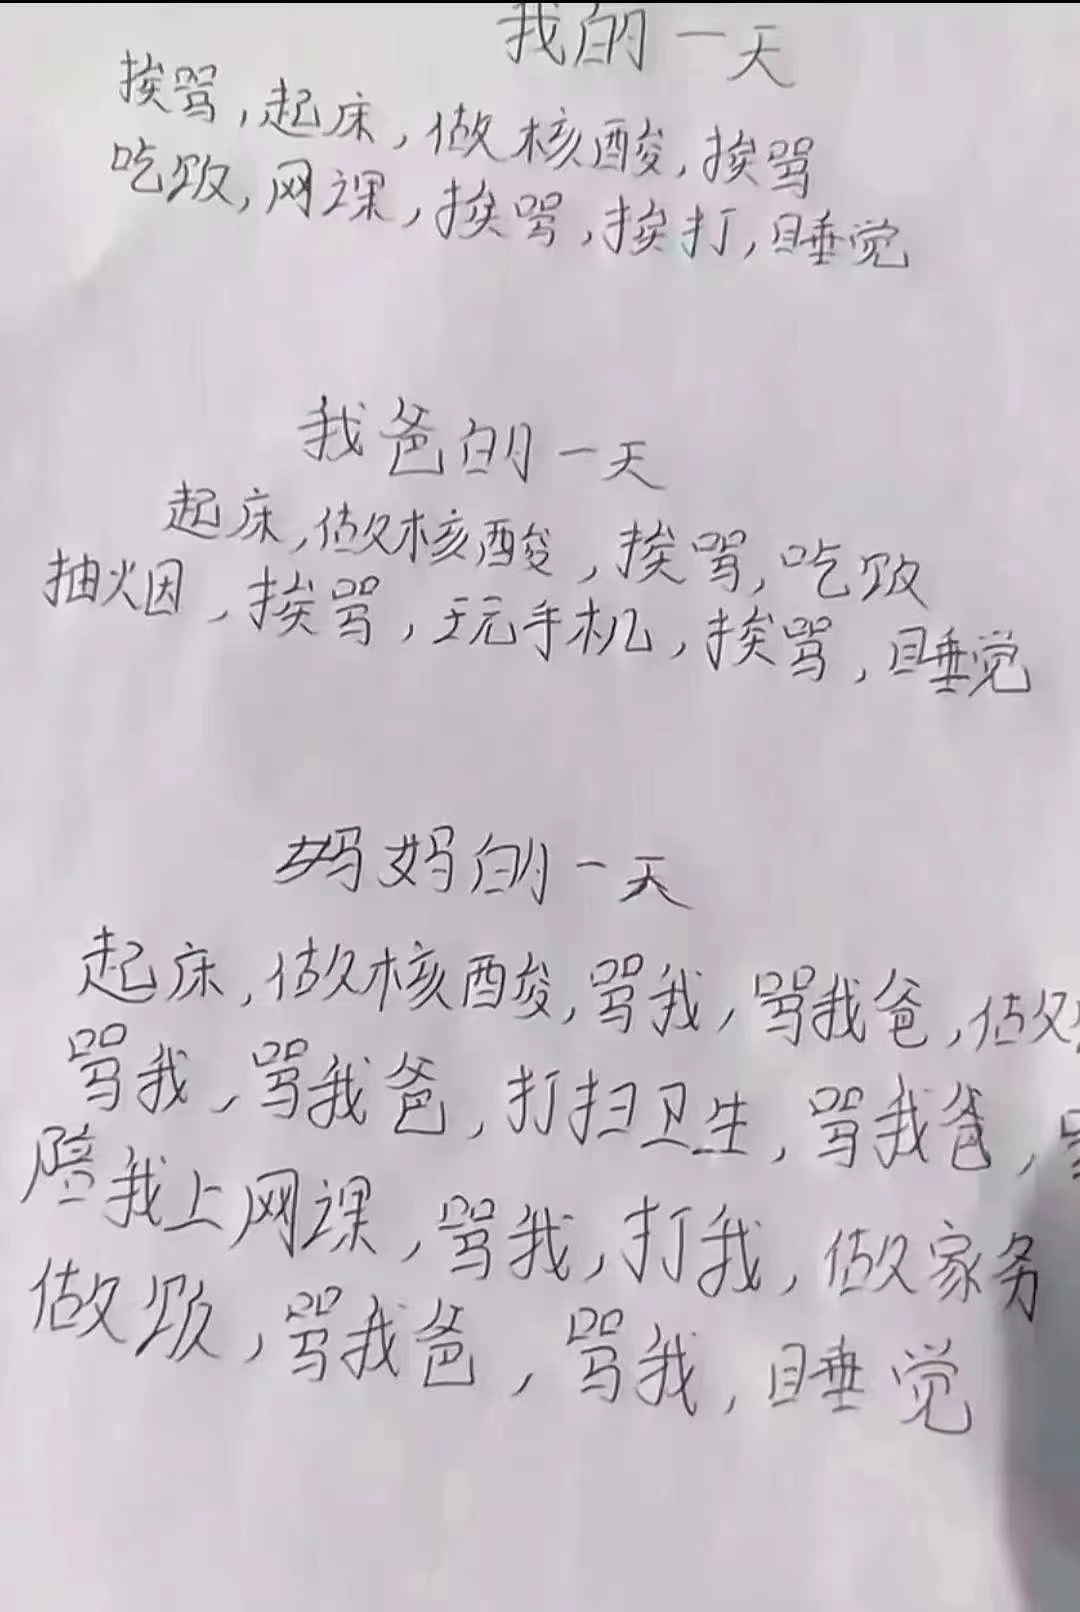 我的一天
挨骂,起床,做核酸,挨骂
吃饭,网课,挨骂,挨打,睡觉
我爸的一天
起床,做核酸,挨骂,吃饭
抽烟,挨骂,玩手机,挨骂,睡觉
妈妈的一天
起床,做核酸,骂我,骂我爸,做
骂我,骂我爸,打扫卫生,骂我爸,
陪我上网课,骂我,打我,做家务
做饭,骂我爸,骂我,睡觉